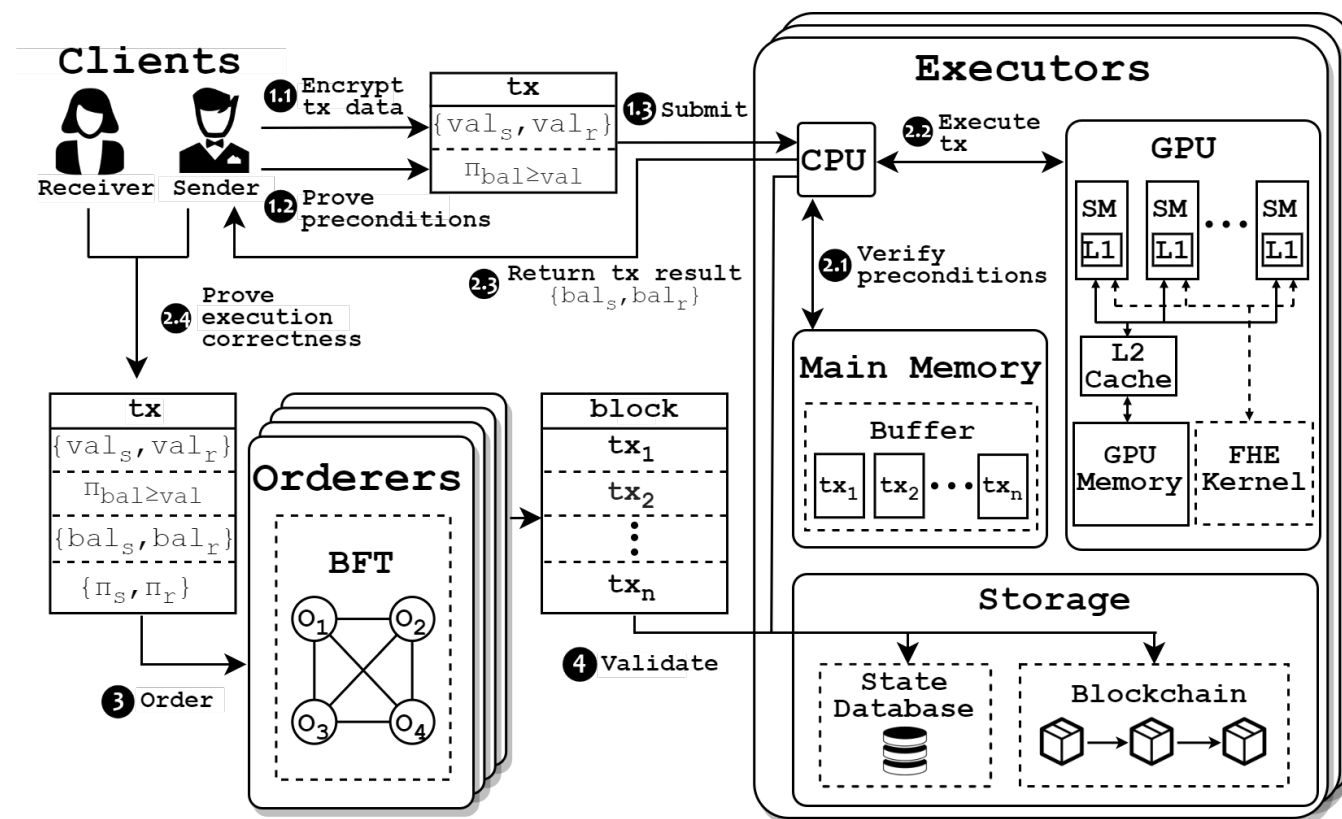 Clients
Receiver
Sender
1.1 Encrypt
tx data
1.2 Prove
preconditions
tx
{val_s,val_r}
Π_bal≥val
1.3 Submit
2.3 Return tx result
{bal_s,bal_r}
2.4 Prove
execution
correctness
tx
{val_s,val_r}
Π_bal≥val
{bal_s,bal_r}
{Π_s,Π_r}
3 Order
Orderers
BFT
O_1
O_2
O_3
O_4
block
tx_1
tx_2
tx_n
4 Validate
Executors
CPU
2.2 Execute
tx
2.1 Verify
preconditions
GPU
SM
L1
SM
L1
SM
L1
L2
Cache
GPU
Memory
FHE
Kernel
Main Memory
Buffer
tx_1
tx_2
tx_n
Storage
State
Database
Blockchain